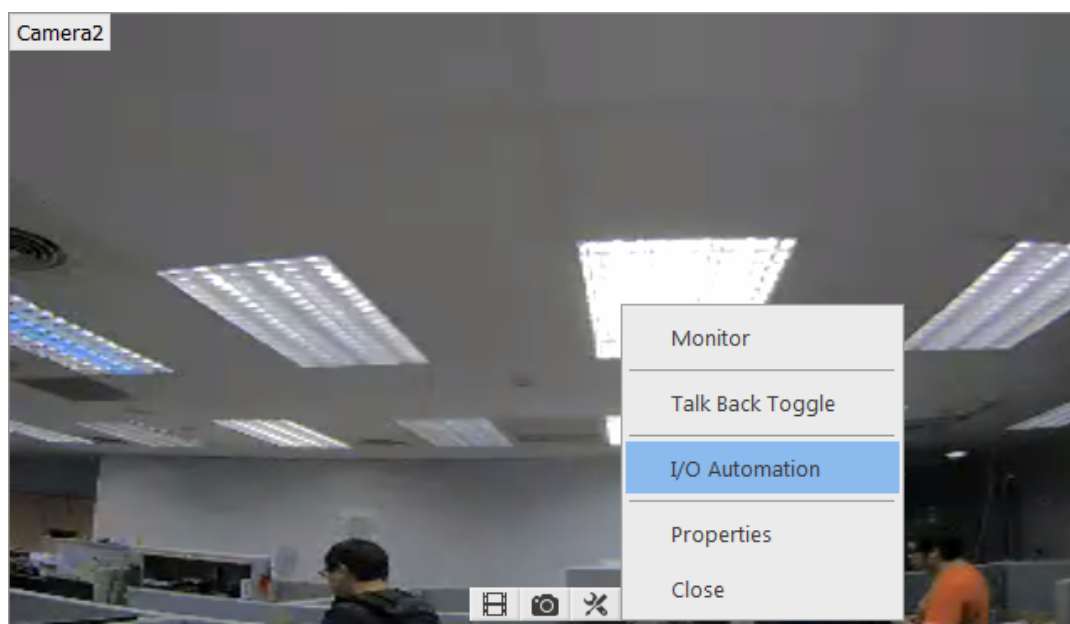 Camera2
Monitor
Talk Back Toggle
I/O Automation
Properties
Close